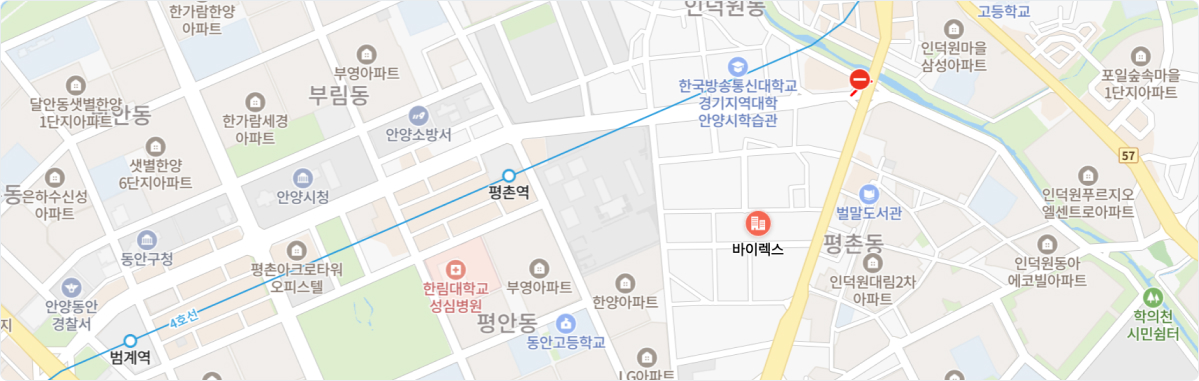 한가람한양
아파트
인덕원동
고등학교
인덕원마을
삼성아파트
부영아파트
부림동
한국방송통신대학교
경기지역대학
안양시학습관
포일숲속마을
1단지아파트
달안동샛별한양
1단지아파트
안동
한가람세경
아파트
안양소방서
샛별한양
6단지아파트
57
동
은하수신성
아파트
안양시청
평촌역
벌말도서관
인덕원푸르지오
엘센트로아파트
동안구청
바이렉스
평촌동
평촌아크로타워
오피스텔
인덕원동아
에코빌아파트
한림대학교
성심병원
부영아파트
한양아파트
인덕원대림2차
아파트
안양동안
경찰서
지
4호선
평안동
동안고등학교
학의천
시민쉼터
범계역
LG아파트